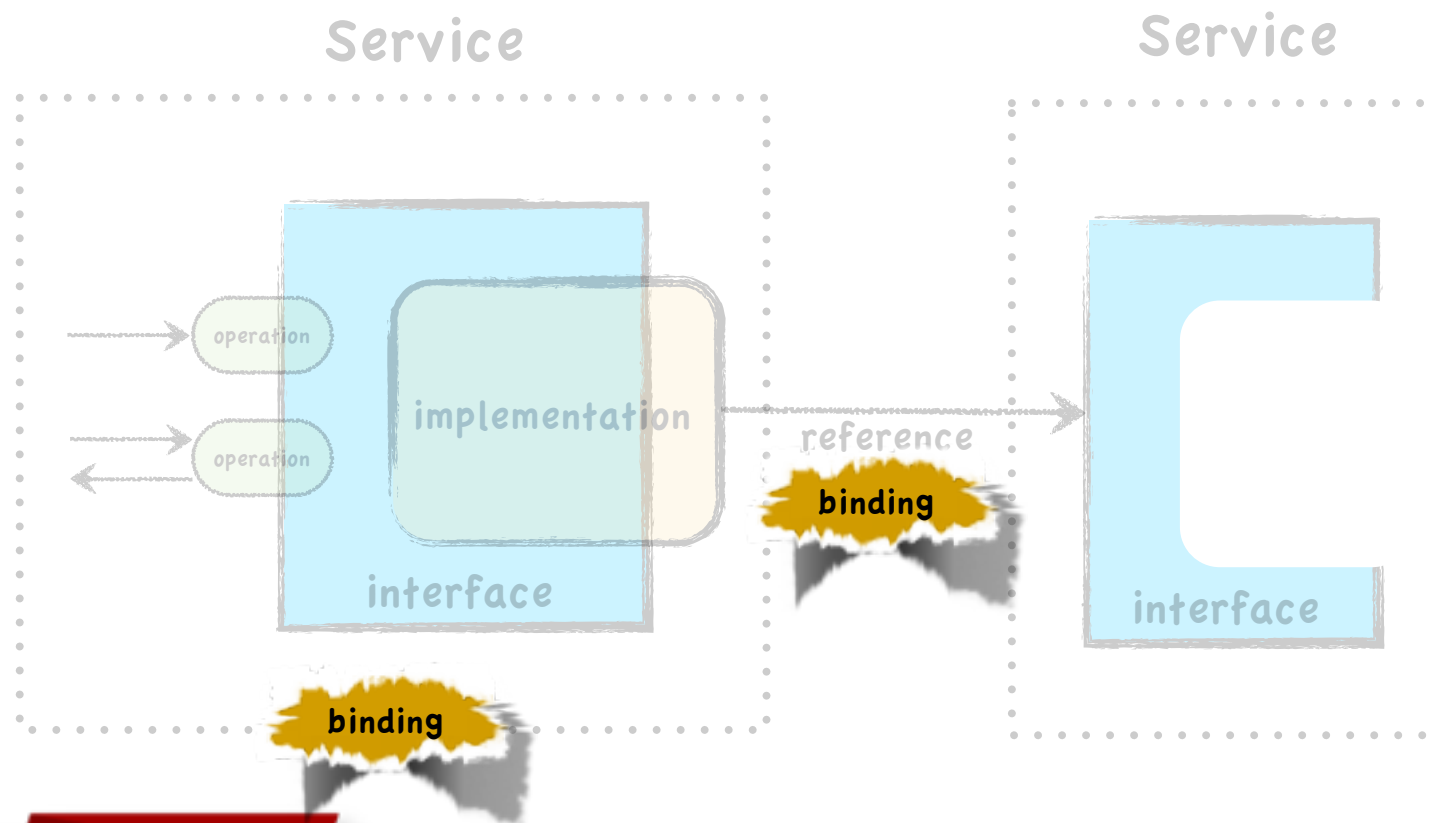 Service
Service
operation
operation
implementation
reference
binding
interface
interface
binding